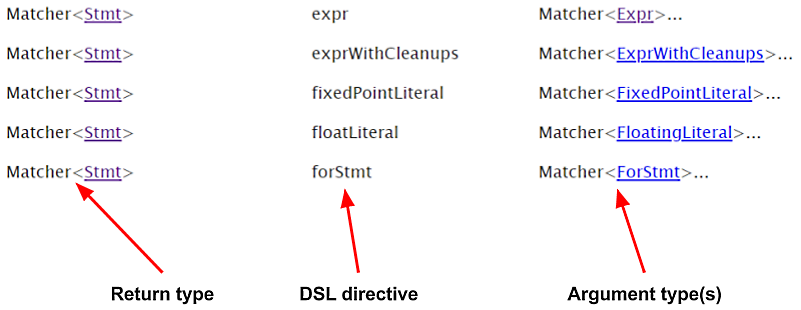 Matcher<Stmt> expr Matcher<Expr>...
Matcher<Stmt> exprWithCleanups Matcher<ExprWithCleanups>...
Matcher<Stmt> fixedPointLiteral Matcher<FixedPointLiteral>...
Matcher<Stmt> floatLiteral Matcher<FloatingLiteral>...
Matcher<Stmt> forStmt Matcher<ForStmt>...
Return type DSL directive Argument type(s)